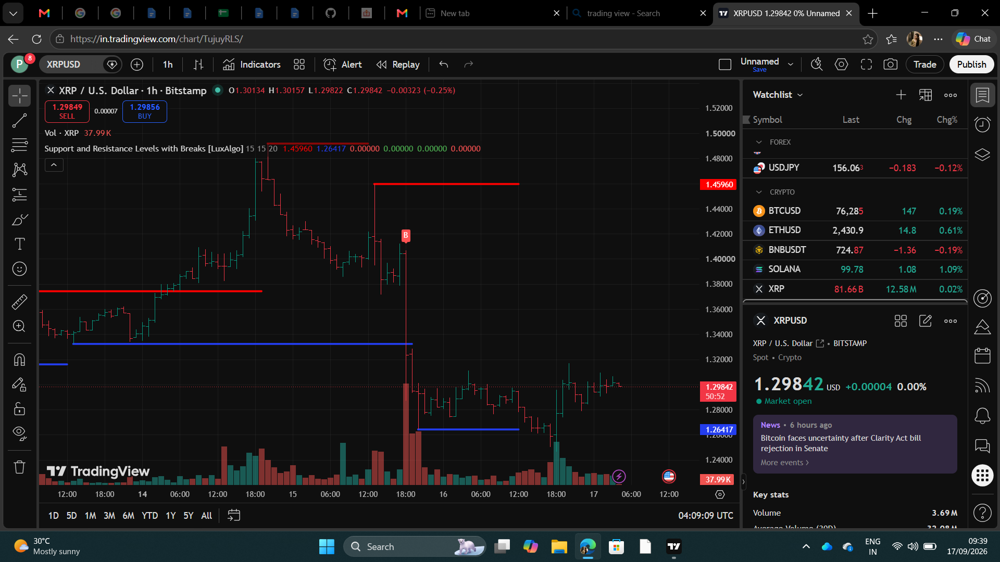 New tab
trading view - Search
XRPUSD 1.29842 0% Unnamed
https://in.tradingview.com/chart/TujuyRLS/
Chat
P
8
XRPUSD
1h
Indicators
Alert
Replay
Unnamed
Save
Trade
Publish
XRP / U.S. Dollar · 1h · Bitstamp
O1.30134 H1.30157 L1.29822 C1.29842 −0.00323 (−0.25%)
1.29849
SELL
0.00007
1.29856
BUY
Vol · XRP 37.99 K
Support and Resistance Levels with Breaks [LuxAlgo] 15 15 20 1.45960 1.26417 0.00000 0.00000 0.00000 0.00000
B
1.52000
1.50000
1.48000
1.45960
1.44000
1.42000
1.40000
1.38000
1.36000
1.34000
1.32000
1.29842
50:52
1.28000
1.26417
1.24000
37.99 K
TradingView
12:00 18:00 14 06:00 12:00 18:00 15 06:00 12:00 18:00 16 06:00 12:00 18:00 17 06:00 12:00
1D 5D 1M 3M 6M YTD 1Y 5Y All
04:09:09 UTC
Watchlist
Symbol Last Chg Chg%
FOREX
USDJPY 156.063 −0.183 −0.12%
CRYPTO
BTCUSD 76,285 147 0.19%
ETHUSD 2,430.9 14.8 0.61%
BNBUSDT 724.87 −1.36 −0.19%
SOLANA 99.78 1.08 1.09%
XRP 81.66 B 12.58 M 0.02%
XRPUSD
XRP / U.S. Dollar • BITSTAMP
Spot • Crypto
1.29842 USD +0.00004 0.00%
Market open
News • 6 hours ago
Bitcoin faces uncertainty after Clarity Act bill
rejection in Senate
More events
Key stats
Volume 3.69 M
30°C
Mostly sunny
Search
ENG
IN
09:39
17/09/2026